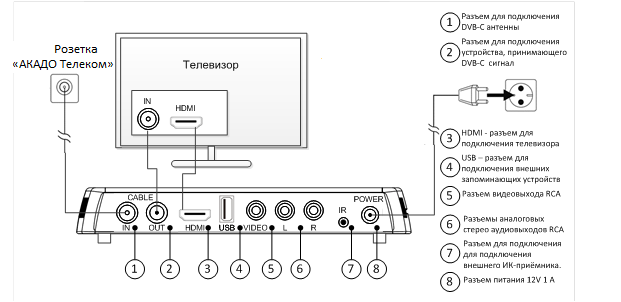 Розетка
«АКАДО Телеком»
Телевизор
IN
HDMI
CABLE
IN
OUT
HDMI
USB
VIDEO
L
R
IR
POWER
1
2
3
4
5
6
7
8
1 Разъем для подключения
DVB-C антенны
2 Разъем для подключения
устройства, принимающего
DVB-C сигнал
3 HDMI - разъем для
подключения телевизора
4 USB – разъем для
подключения внешних
запоминающих устройств
5 Разъем видеовыхода RCA
6 Разъемы аналоговых
стерео аудиовыходов RCA
7 Разъем для подключения
для подключения
внешнего ИК-приёмника.
8 Разъем питания 12V 1 А